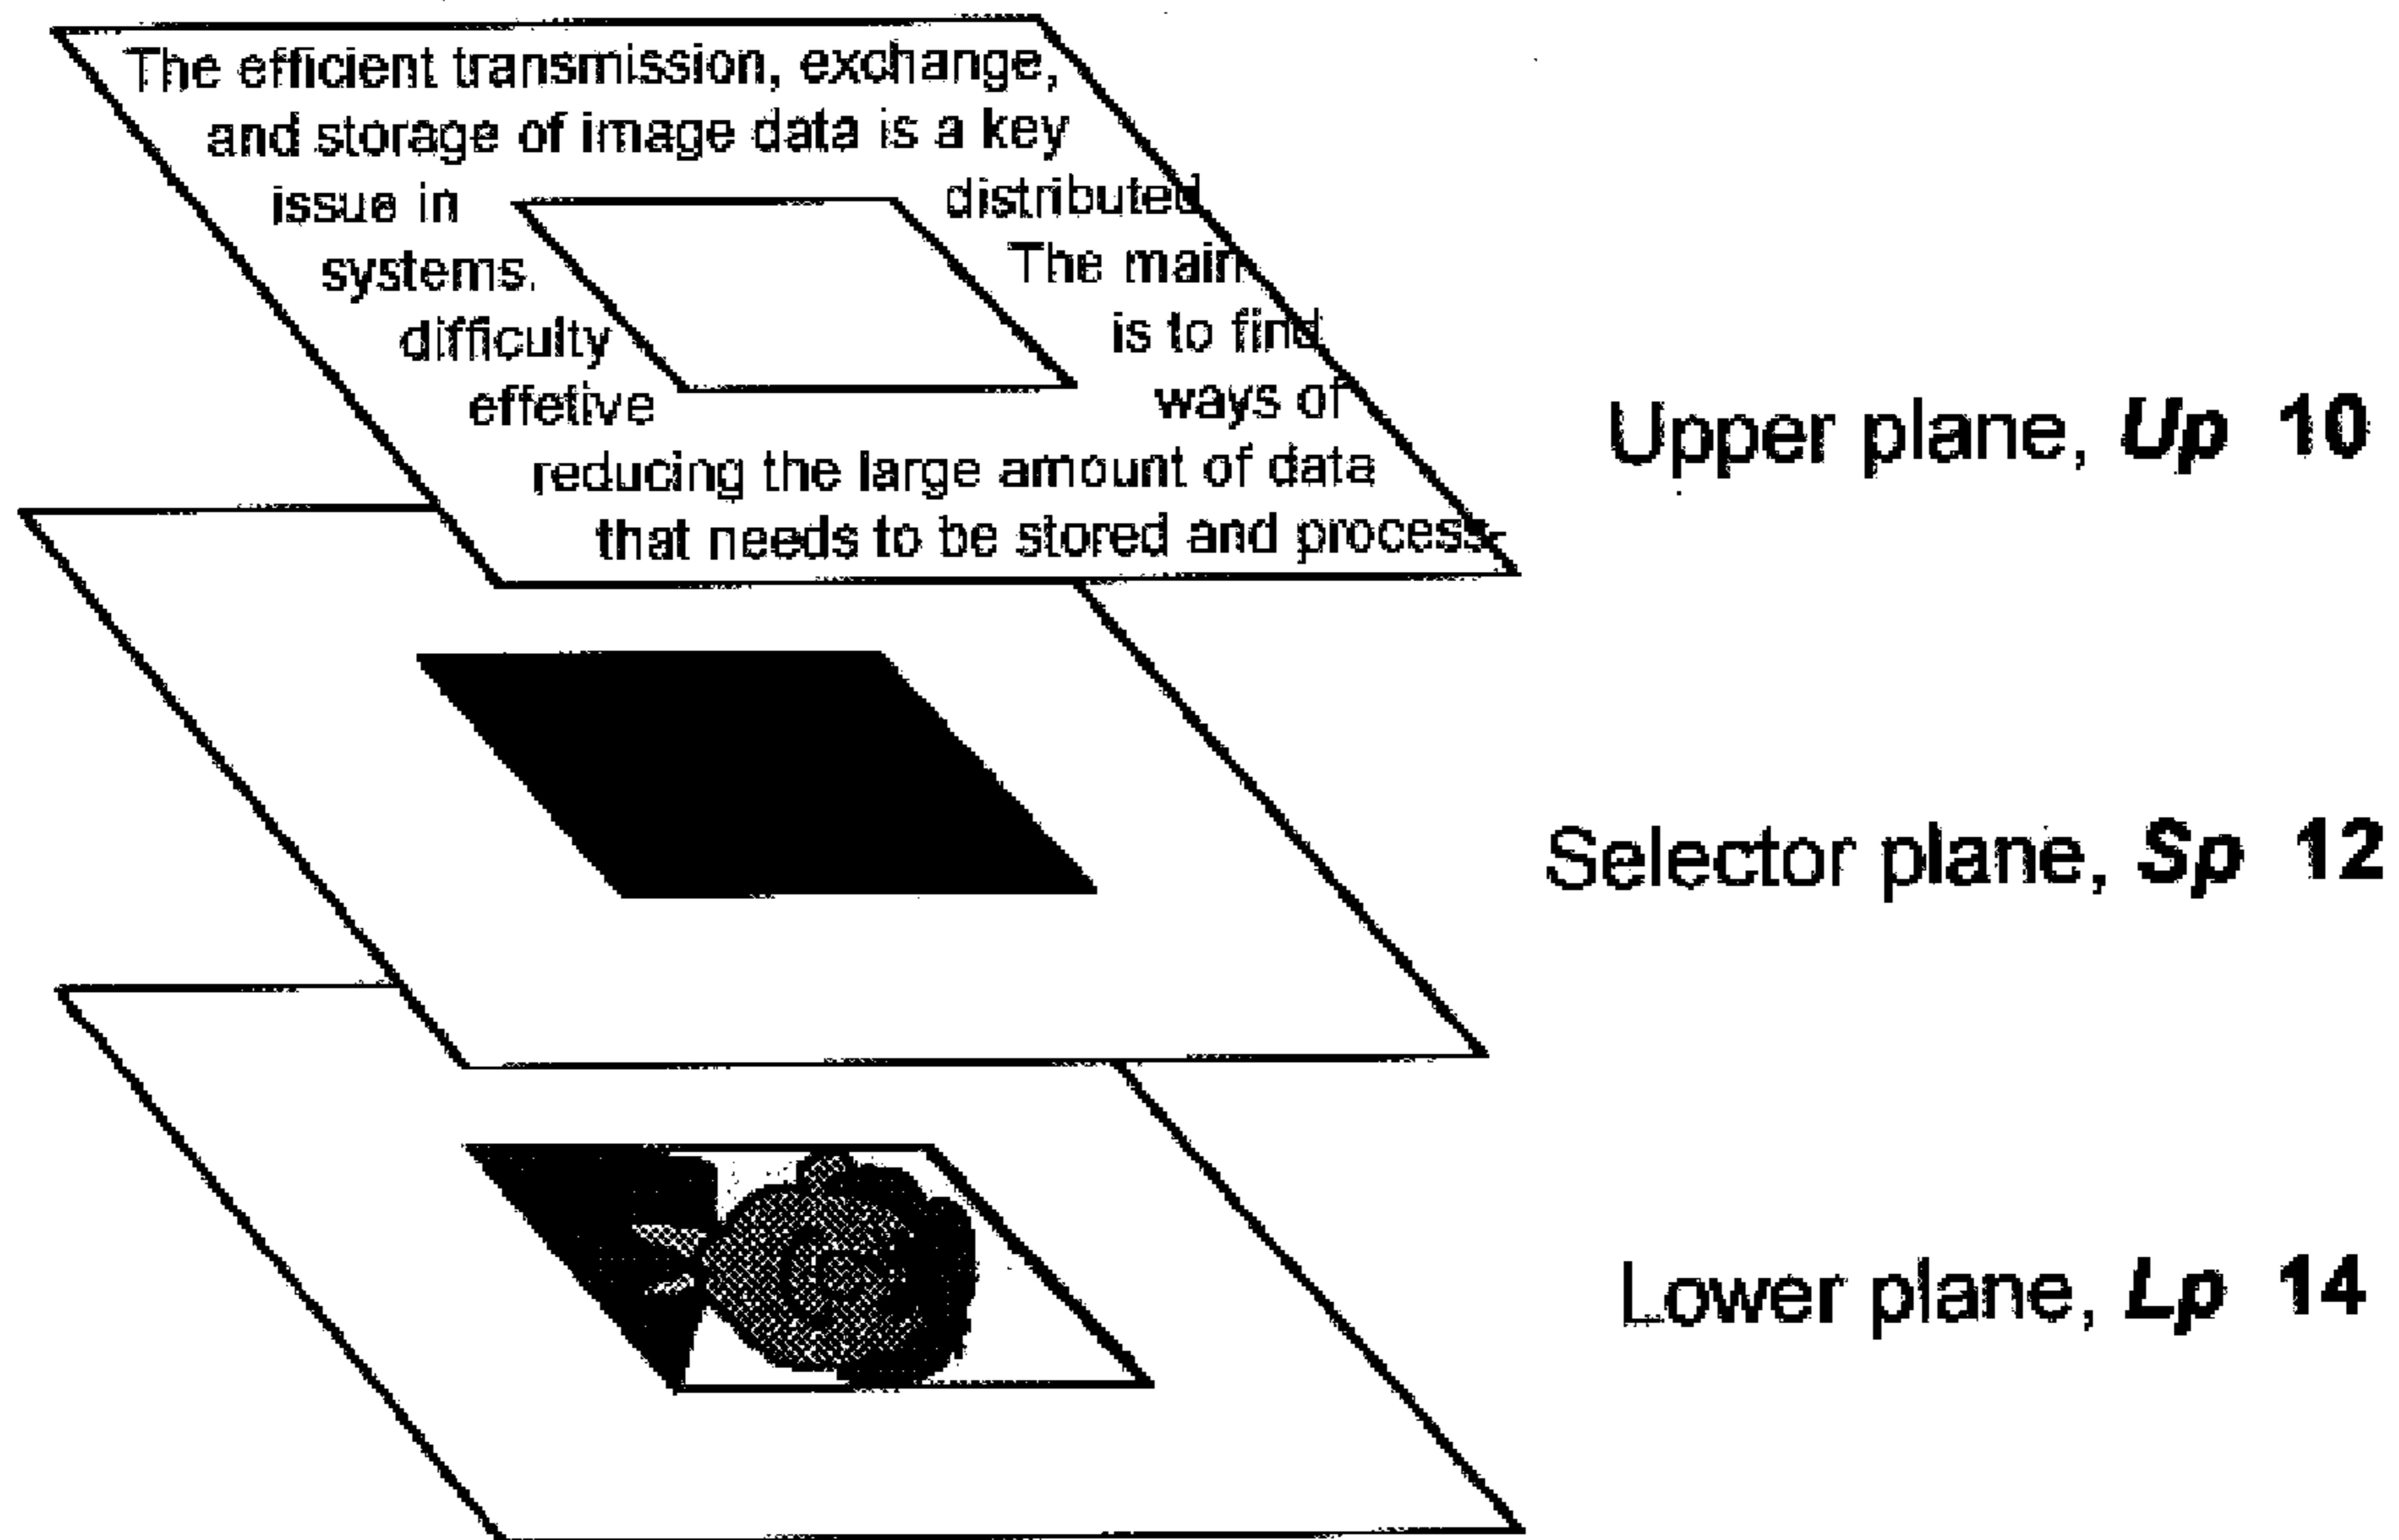 The efficient transmission, exchange,
and storage of image data is a key
issue in distributed
systems. The main
difficulty is to find
effetive ways of
reducing the large amount of data
that needs to be stored and process-
Upper plane, Up 10
Selector plane, Sp 12
Lower plane, Lp 14